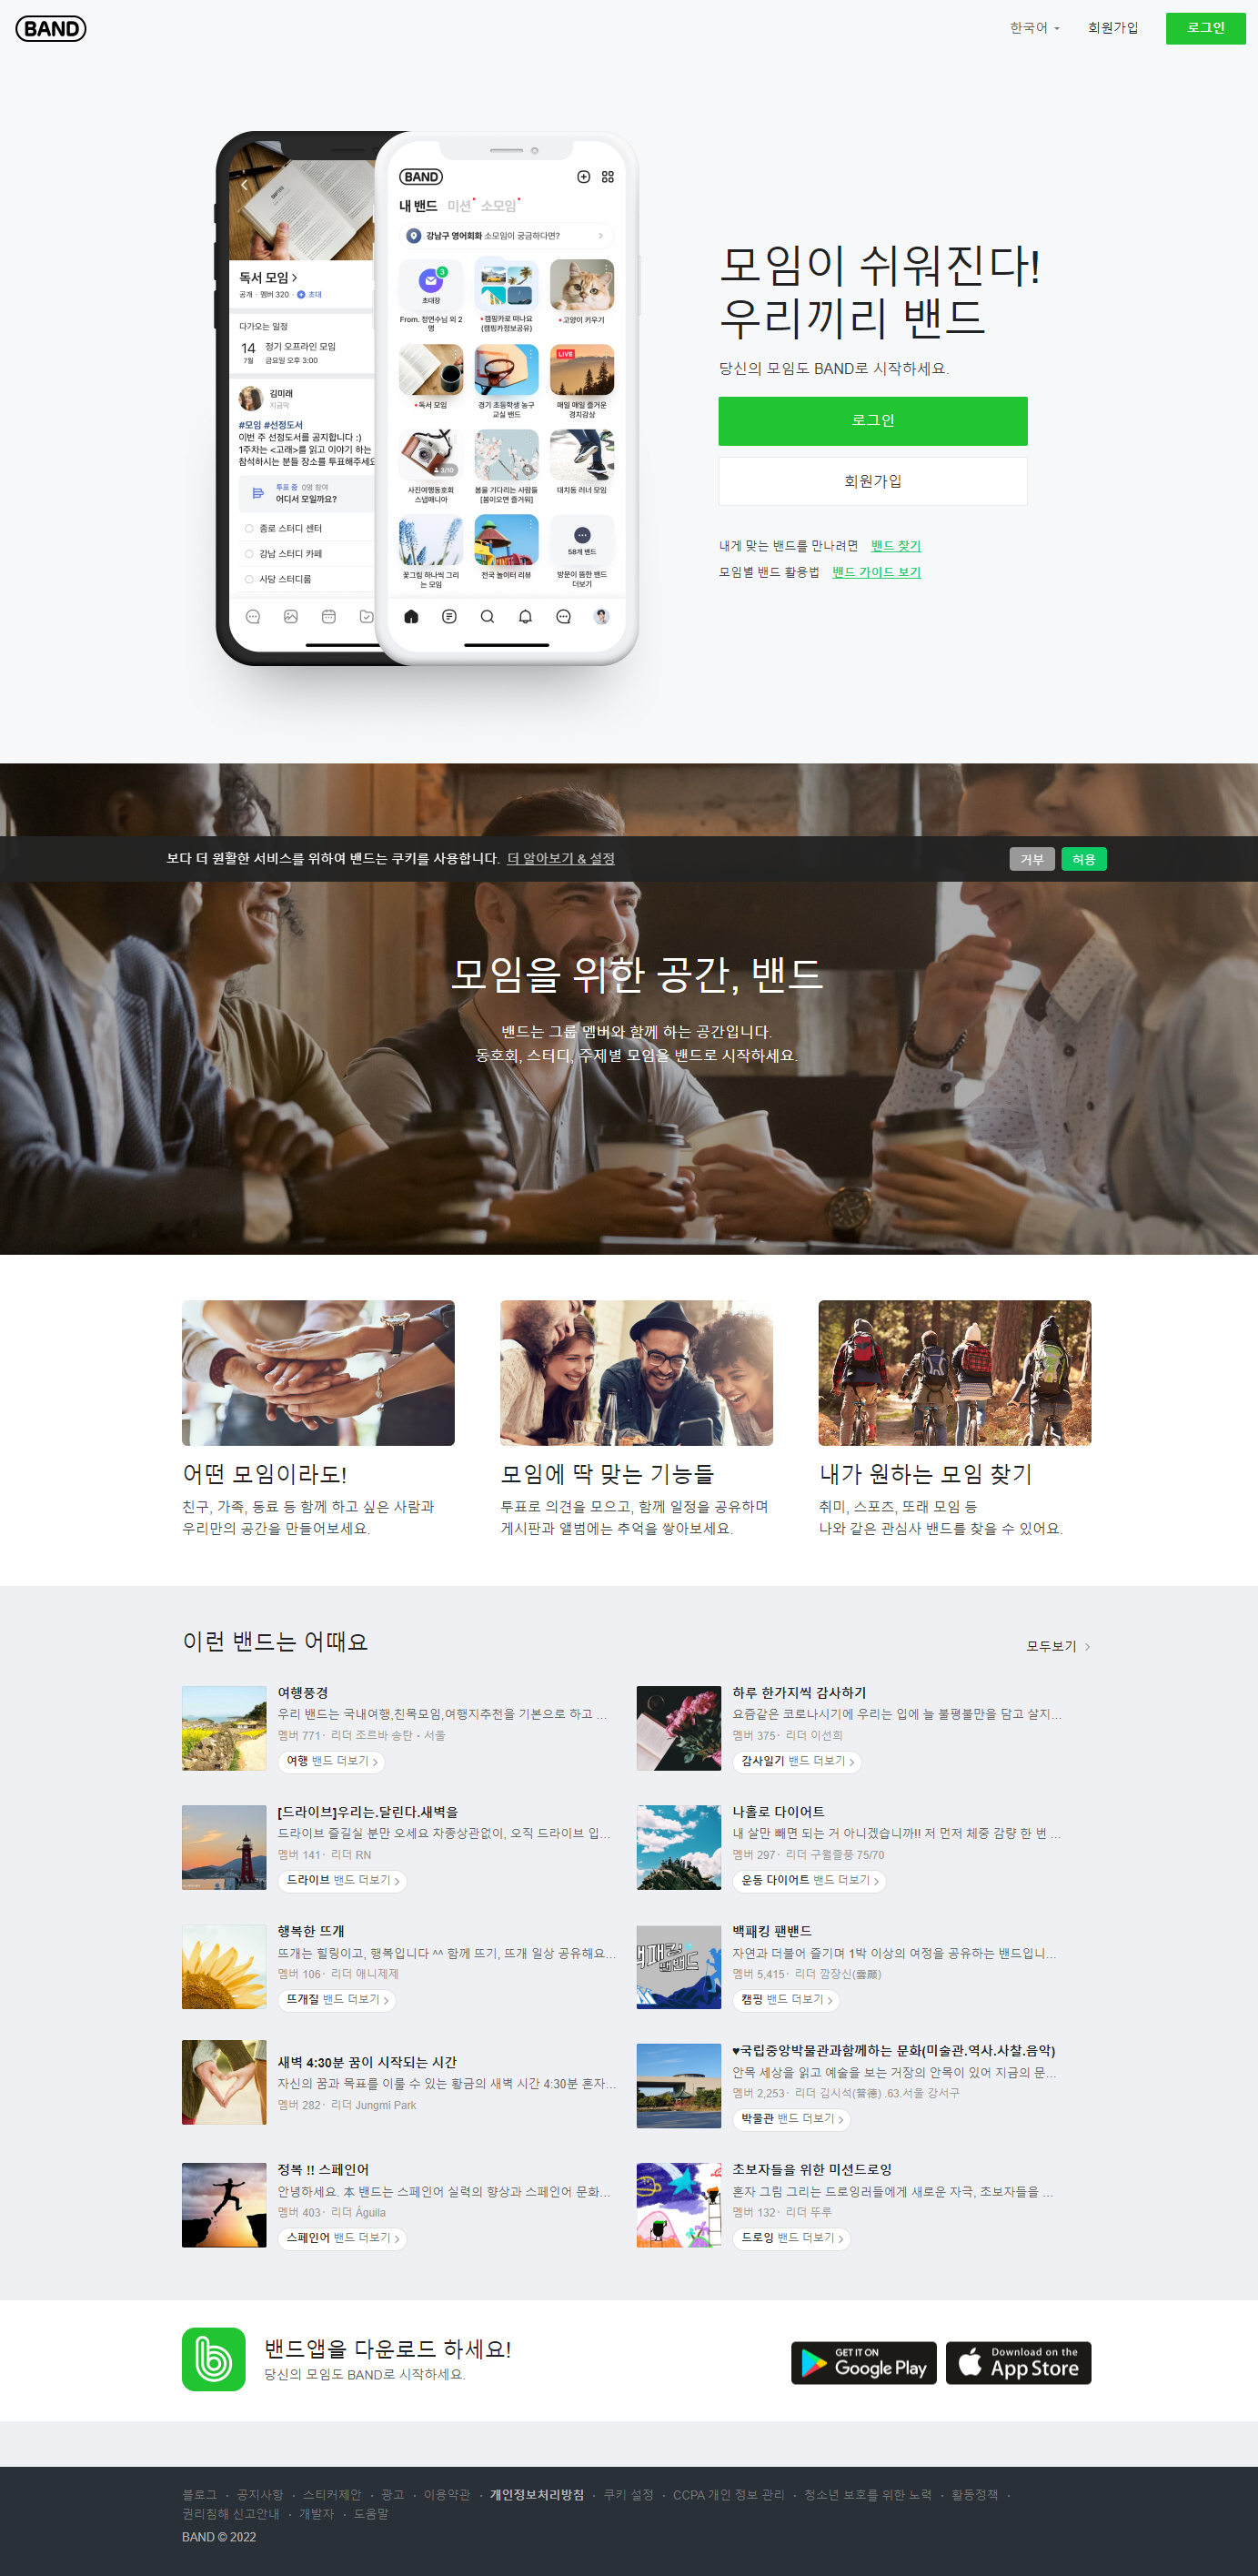 BAND
한국어
회원가입
로그인
독서 모임
공개 · 멤버 320 · 초대
다가오는 일정
14 정기 오프라인 모임
7월 금요일 오후 3:00
김미래
지금막
#모임 #선정도서
이번 주 선정도서를 공지합니다 :)
1주차는 <고래>를 읽고 이야기 하는
참석하시는 분들 장소를 투표해주세요
투표 중 0명 참여
어디서 모일까요?
종로 스터디 센터
강남 스터디 카페
사당 스터디룸
BAND
내 밴드 미션 소모임
강남구 영어회화 소모임이 궁금하다면?
3
초대장
From. 정연수님 외 2명
캠핑카로 떠나요
(캠핑카정보공유)
고양이 키우기
독서 모임
경기 초등학생 농구
교실 밴드
LIVE
매일 매일 즐거운
경치감상
3/10
사진여행동호회
스냅매니아
봄을 기다리는 사람들
[봄이오면 즐거워]
대치동 러너 모임
꽃그림 하나씩 그리
는 모임
전국 놀이터 리뷰
58개 밴드
방문이 뜸한 밴드
더보기
모임이 쉬워진다!
우리끼리 밴드
당신의 모임도 BAND로 시작하세요.
로그인
회원가입
내게 맞는 밴드를 만나려면 밴드 찾기
모임별 밴드 활용법 밴드 가이드 보기
보다 더 원활한 서비스를 위하여 밴드는 쿠키를 사용합니다. 더 알아보기 & 설정
거부
허용
모임을 위한 공간, 밴드
밴드는 그룹 멤버와 함께 하는 공간입니다.
동호회, 스터디, 주제별 모임을 밴드로 시작하세요.
어떤 모임이라도!
친구, 가족, 동료 등 함께 하고 싶은 사람과
우리만의 공간을 만들어보세요.
모임에 딱 맞는 기능들
투표로 의견을 모으고, 함께 일정을 공유하며
게시판과 앨범에는 추억을 쌓아보세요.
내가 원하는 모임 찾기
취미, 스포츠, 또래 모임 등
나와 같은 관심사 밴드를 찾을 수 있어요.
이런 밴드는 어때요
모두보기
여행풍경
우리 밴드는 국내여행,친목모임,여행지추천을 기본으로 하고 ...
멤버 771 · 리더 조르바 송탄 • 서울
여행 밴드 더보기
하루 한가지씩 감사하기
요즘같은 코로나시기에 우리는 입에 늘 불평불만을 담고 살지...
멤버 375 · 리더 이선희
감사일기 밴드 더보기
[드라이브]우리는.달린다.새벽을
드라이브 즐길실 분만 오세요 차종상관없이, 오직 드라이브 입...
멤버 141 · 리더 RN
드라이브 밴드 더보기
나홀로 다이어트
내 살만 빼면 되는 거 아니겠습니까!! 저 먼저 체중 감량 한 번 ...
멤버 297 · 리더 구월즐풍 75/70
운동 다이어트 밴드 더보기
행복한 뜨개
뜨개는 힐링이고, 행복입니다 ^^ 함께 뜨기, 뜨개 일상 공유해요...
멤버 106 · 리더 애니제제
뜨개질 밴드 더보기
백패킹 팬밴드
자연과 더불어 즐기며 1박 이상의 여정을 공유하는 밴드입니...
멤버 5,415 · 리더 깜장신(雲顯)
캠핑 밴드 더보기
새벽 4:30분 꿈이 시작되는 시간
자신의 꿈과 목표를 이룰 수 있는 황금의 새벽 시간 4:30분 혼자...
멤버 282 · 리더 Jungmi Park
♥국립중앙박물관과함께하는 문화(미술관.역사.사찰.음악)
안목 세상을 읽고 예술을 보는 거장의 안목이 있어 지금의 문...
멤버 2,253 · 리더 김시석(普德) .63.서울 강서구
박물관 밴드 더보기
정복 !! 스페인어
안녕하세요. 本 밴드는 스페인어 실력의 향상과 스페인어 문화...
멤버 403 · 리더 Águila
스페인어 밴드 더보기
초보자들을 위한 미션드로잉
혼자 그림 그리는 드로잉러들에게 새로운 자극, 초보자들을 ...
멤버 132 · 리더 뚜루
드로잉 밴드 더보기
밴드앱을 다운로드 하세요!
당신의 모임도 BAND로 시작하세요.
GET IT ON
Google Play
Download on the
App Store
블로그 · 공지사항 · 스티커제안 · 광고 · 이용약관 · 개인정보처리방침 · 쿠키 설정 · CCPA 개인 정보 관리 · 청소년 보호를 위한 노력 · 활동정책 ·
권리침해 신고안내 · 개발자 · 도움말
BAND © 2022